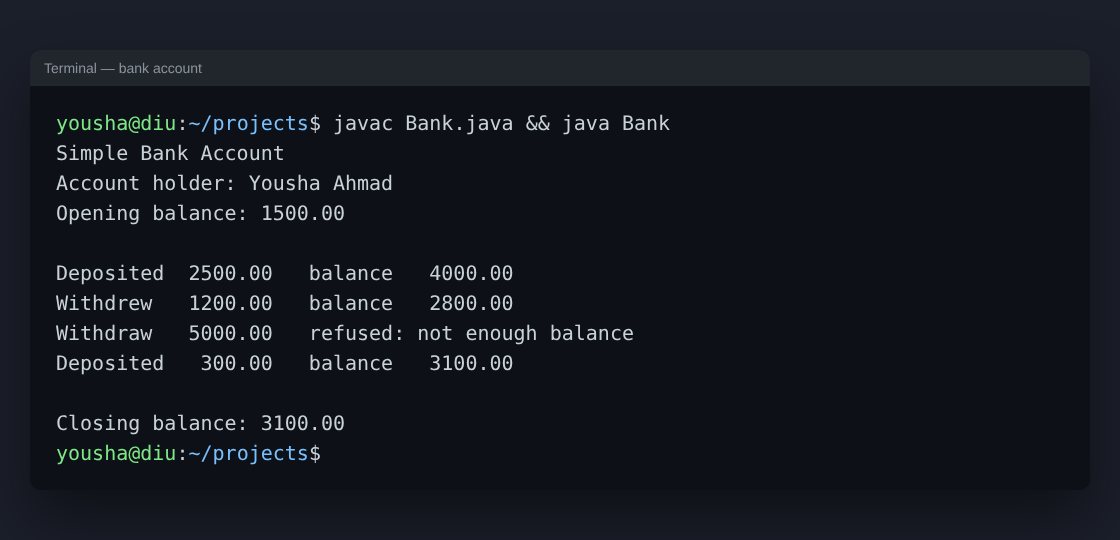 Terminal — bank account
yousha@diu:~/projects$ javac Bank.java && java Bank
Simple Bank Account
Account holder: Yousha Ahmad
Opening balance: 1500.00
Deposited  2500.00   balance   4000.00
Withdrew   1200.00   balance   2800.00
Withdraw   5000.00   refused: not enough balance
Deposited   300.00   balance   3100.00
Closing balance: 3100.00
yousha@diu:~/projects$